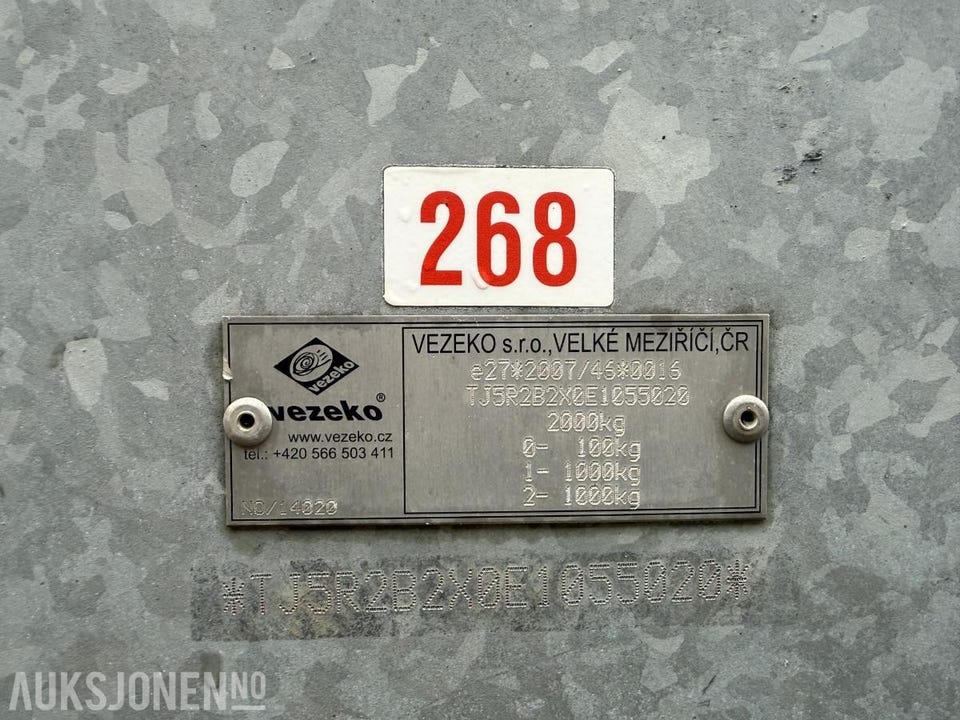 268
vezeko
vezeko®
www.vezeko.cz
tel.: +420 566 503 411
NO/14020
VEZEKO s.r.o., VELKÉ MEZIŘÍČÍ, ČR
e27*2007/46*0016
TJ5R2B2X0E1055020
2000kg
0- 100kg
1- 1000kg
2- 1000kg
*TJ5R2B2X0E1055020*
AUKSJONEN.NO